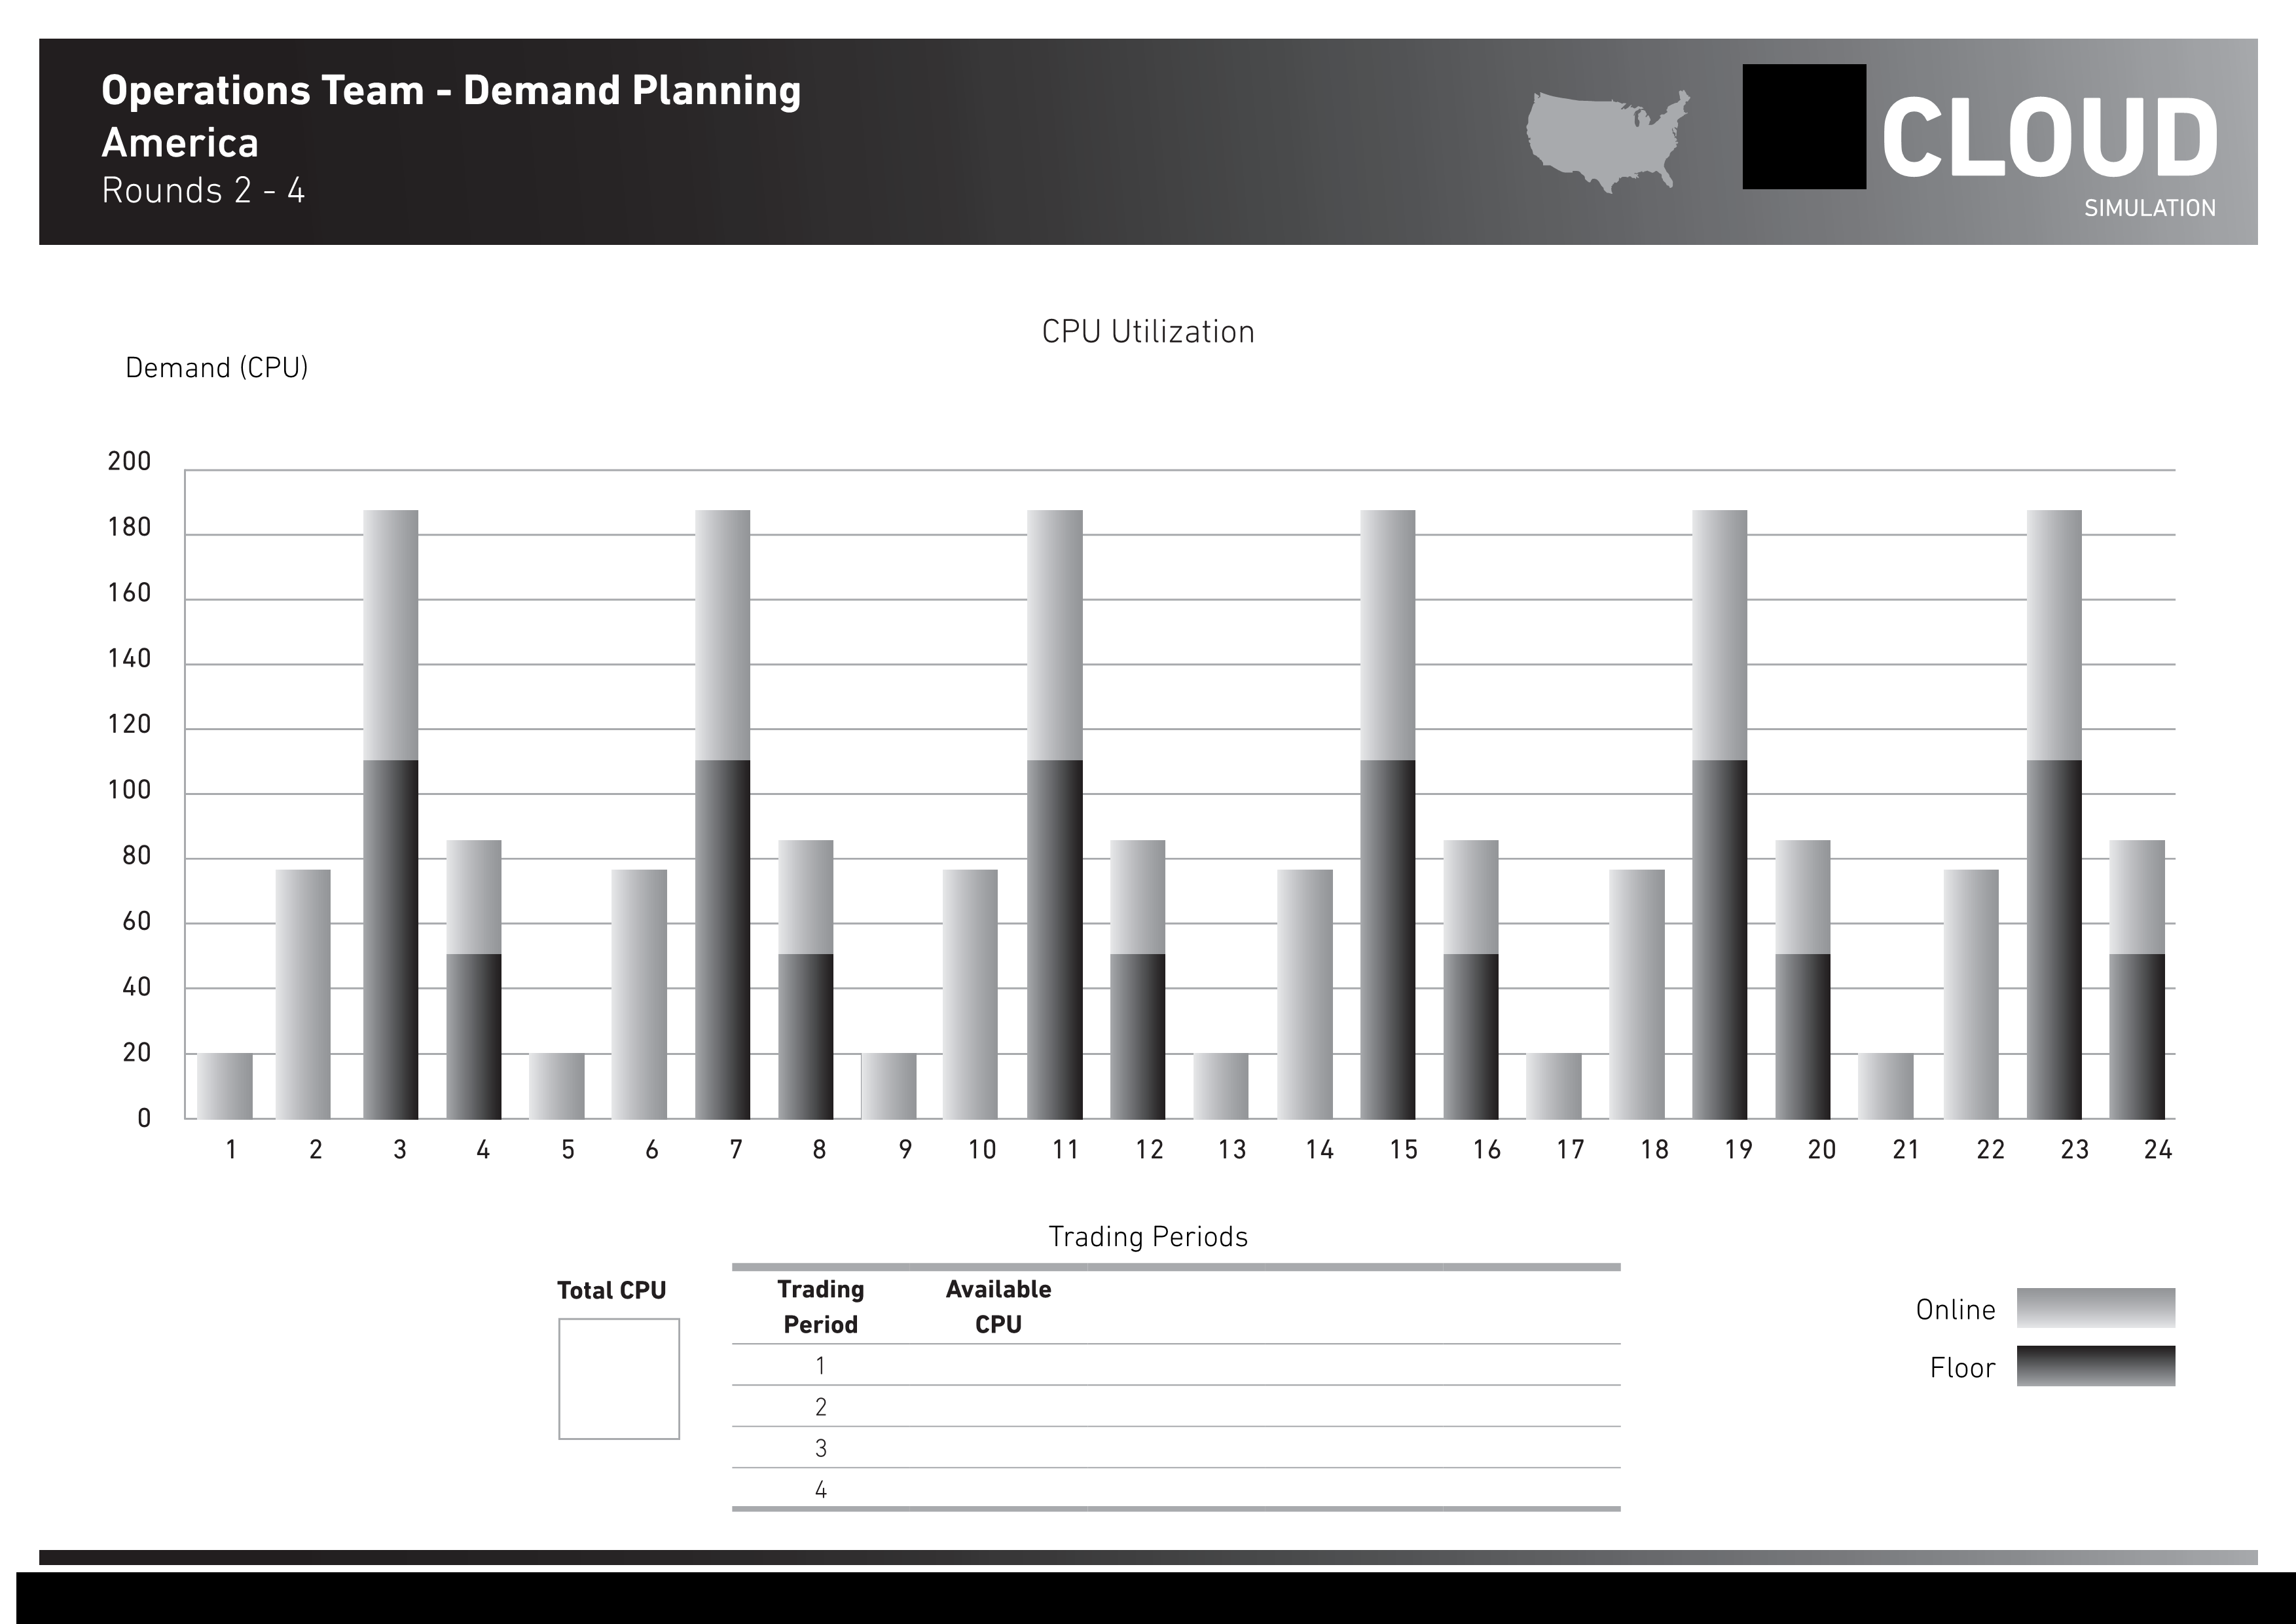 Operations Team - Demand Planning
America
Rounds 2 - 4
CLOUD
SIMULATION
CPU Utilization
Demand (CPU)
200
180
160
140
120
100
80
60
40
20
0
1 2 3 4 5 6 7 8 9 10 11 12 13 14 15 16 17 18 19 20 21 22 23 24
Trading Periods
Total CPU
Trading Period Available CPU
1
2
3
4
Online
Floor